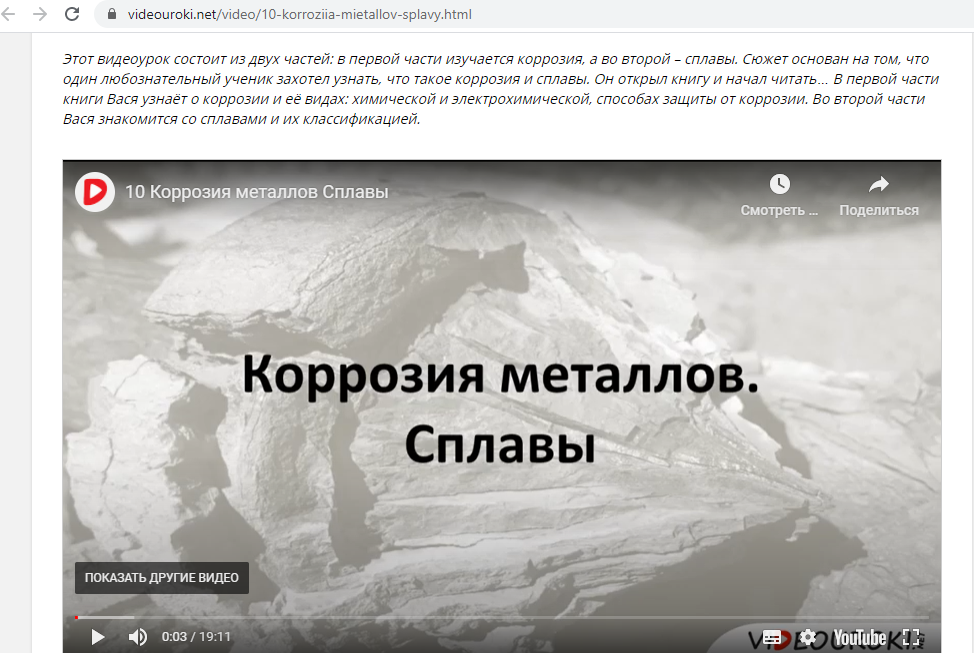 videouroki.net/video/10-korroziia-mietallov-splavy.html
Этот видеоурок состоит из двух частей: в первой части изучается коррозия, а во второй – сплавы. Сюжет основан на том, что
один любознательный ученик захотел узнать, что такое коррозия и сплавы. Он открыл книгу и начал читать... В первой части
книги Вася узнаёт о коррозии и её видах: химической и электрохимической, способах защиты от коррозии. Во второй части
Вася знакомится со сплавами и их классификацией.
10 Коррозия металлов Сплавы
Смотреть ...
Поделиться
Коррозия металлов.
Сплавы
ПОКАЗАТЬ ДРУГИЕ ВИДЕО
0:03 / 19:11
VIDEOUROKI
YouTube